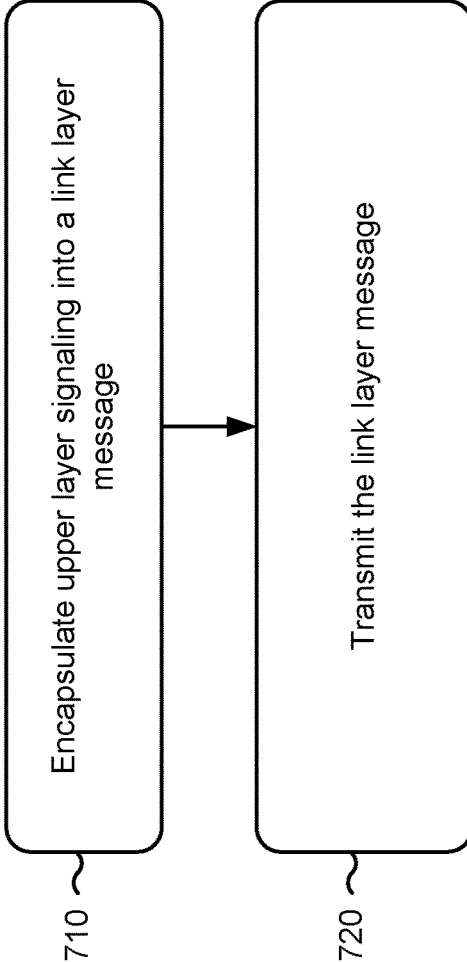 710
Encapsulate upper layer signaling into a link layer
message
720
Transmit the link layer message